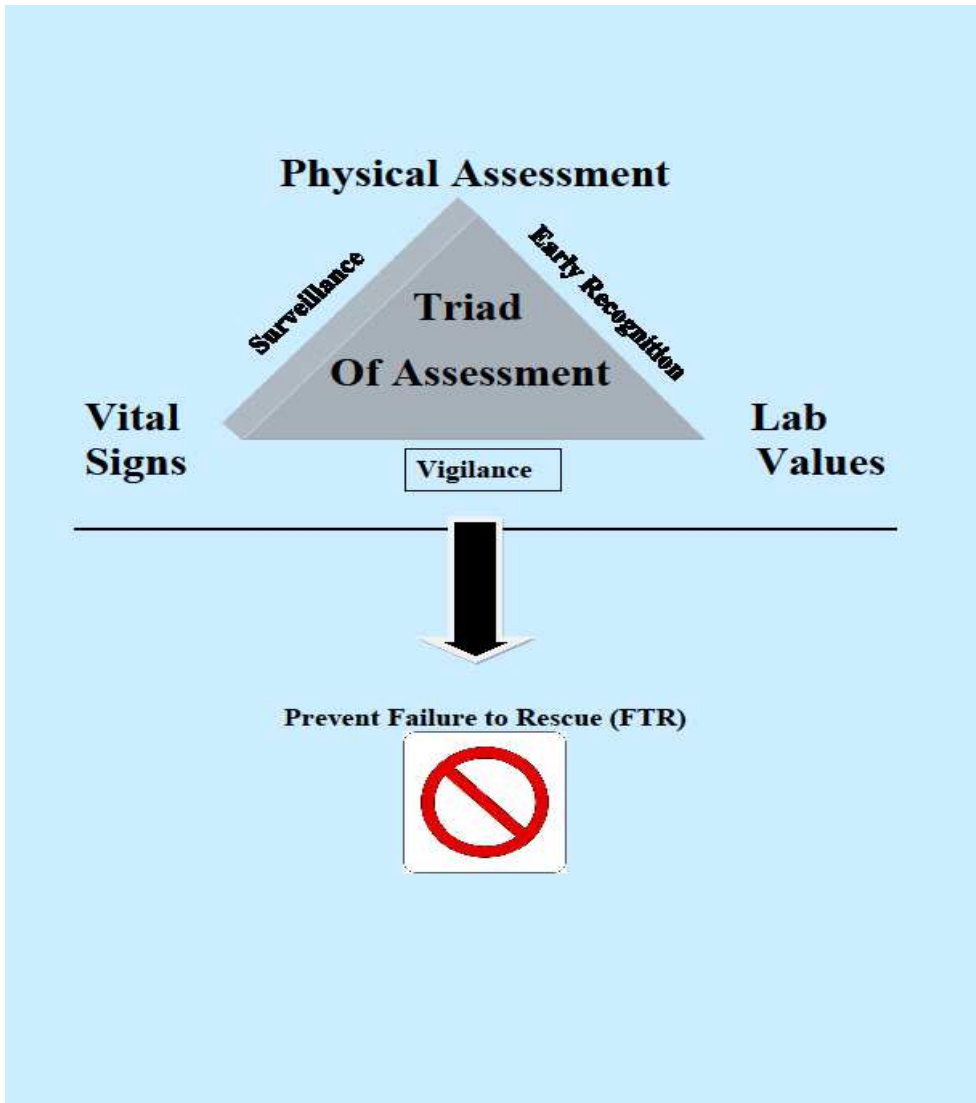 Physical Assessment
Surveillance
Early Recognition
Triad
Of Assessment
Vital
Signs
Lab
Values
Vigilance
Prevent Failure to Rescue (FTR)